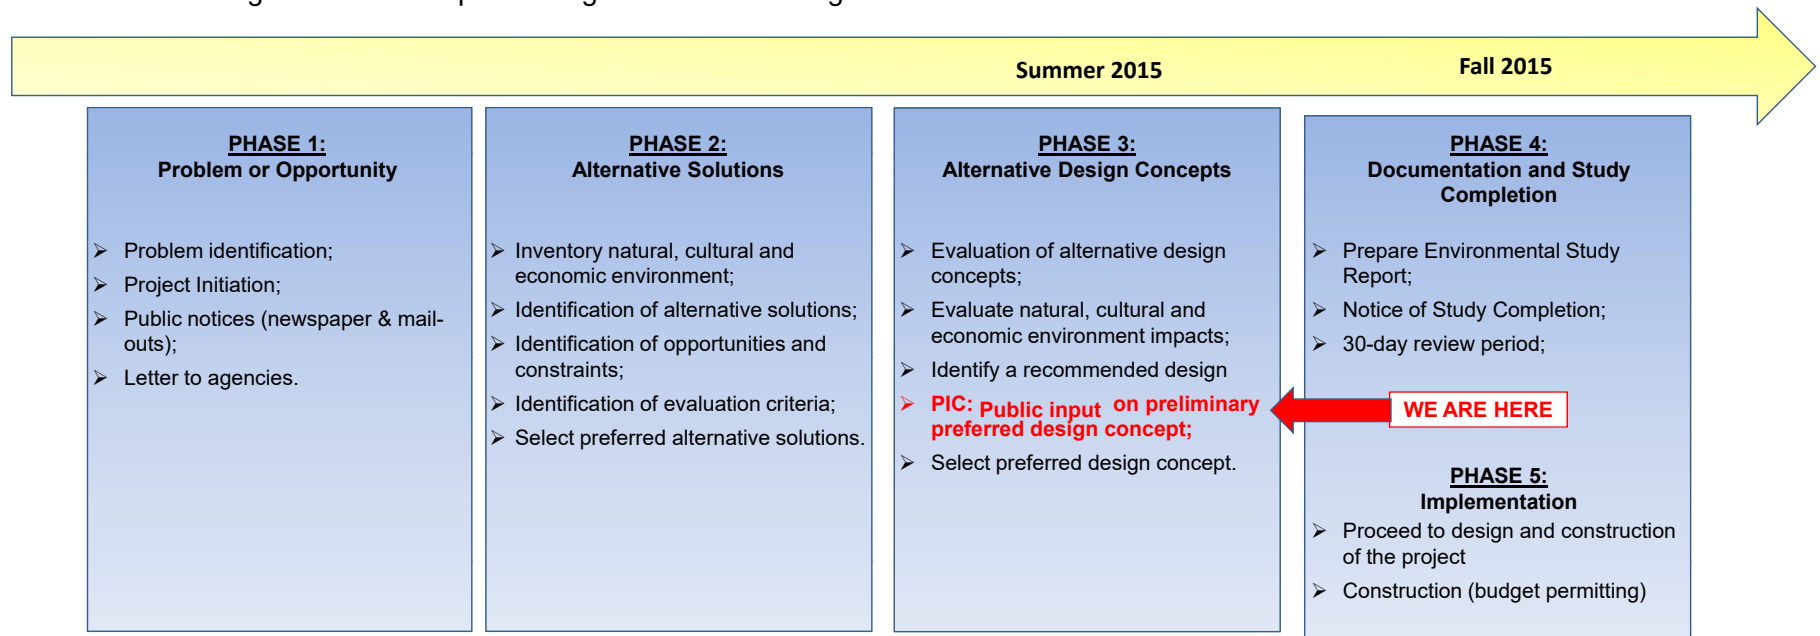 Summer 2015
Fall 2015
PHASE 1:
Problem or Opportunity
➢ Problem identification;
➢ Project Initiation;
➢ Public notices (newspaper & mail-
outs);
➢ Letter to agencies.
PHASE 2:
Alternative Solutions
➢ Inventory natural, cultural and
economic environment;
➢ Identification of alternative solutions;
➢ Identification of opportunities and
constraints;
➢ Identification of evaluation criteria;
➢ Select preferred alternative solutions.
PHASE 3:
Alternative Design Concepts
➢ Evaluation of alternative design
concepts;
➢ Evaluate natural, cultural and
economic environment impacts;
➢ Identify a recommended design
➢ PIC: Public input on preliminary
preferred design concept;
➢ Select preferred design concept.
PHASE 4:
Documentation and Study
Completion
➢ Prepare Environmental Study
Report;
➢ Notice of Study Completion;
➢ 30-day review period;
WE ARE HERE
PHASE 5:
Implementation
➢ Proceed to design and construction
of the project
➢ Construction (budget permitting)